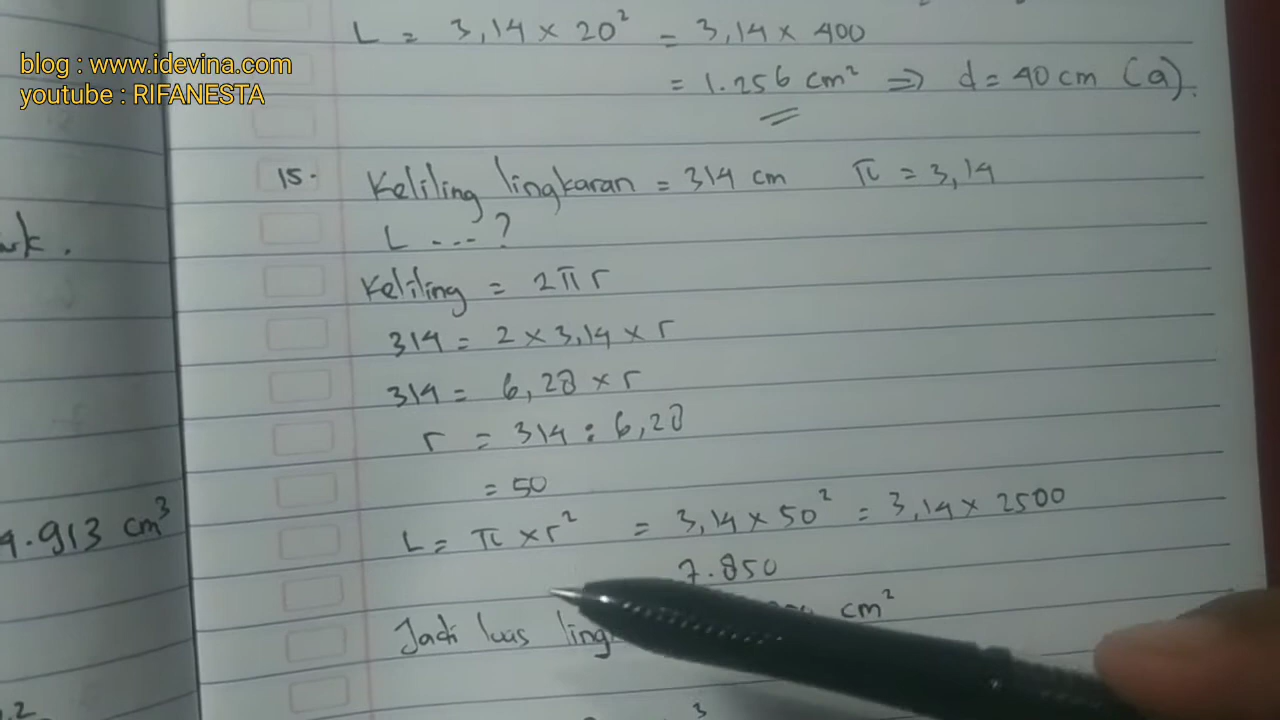 L = 3,14 × 20² = 3,14 × 400
blog : www.idevina.com
youtube : RIFANESTA
= 1.256 cm² ⇒ d = 40 cm (a).
15. Keliling lingkaran = 314 cm π = 3,14
L ... ?
Keliling = 2πr
314 = 2 × 3,14 × r
314 = 6,28 × r
r = 314 : 6,28
= 50
4.913 cm³
L = π × r² = 3,14 × 50² = 3,14 × 2500
7.850
Jadi luas cm²